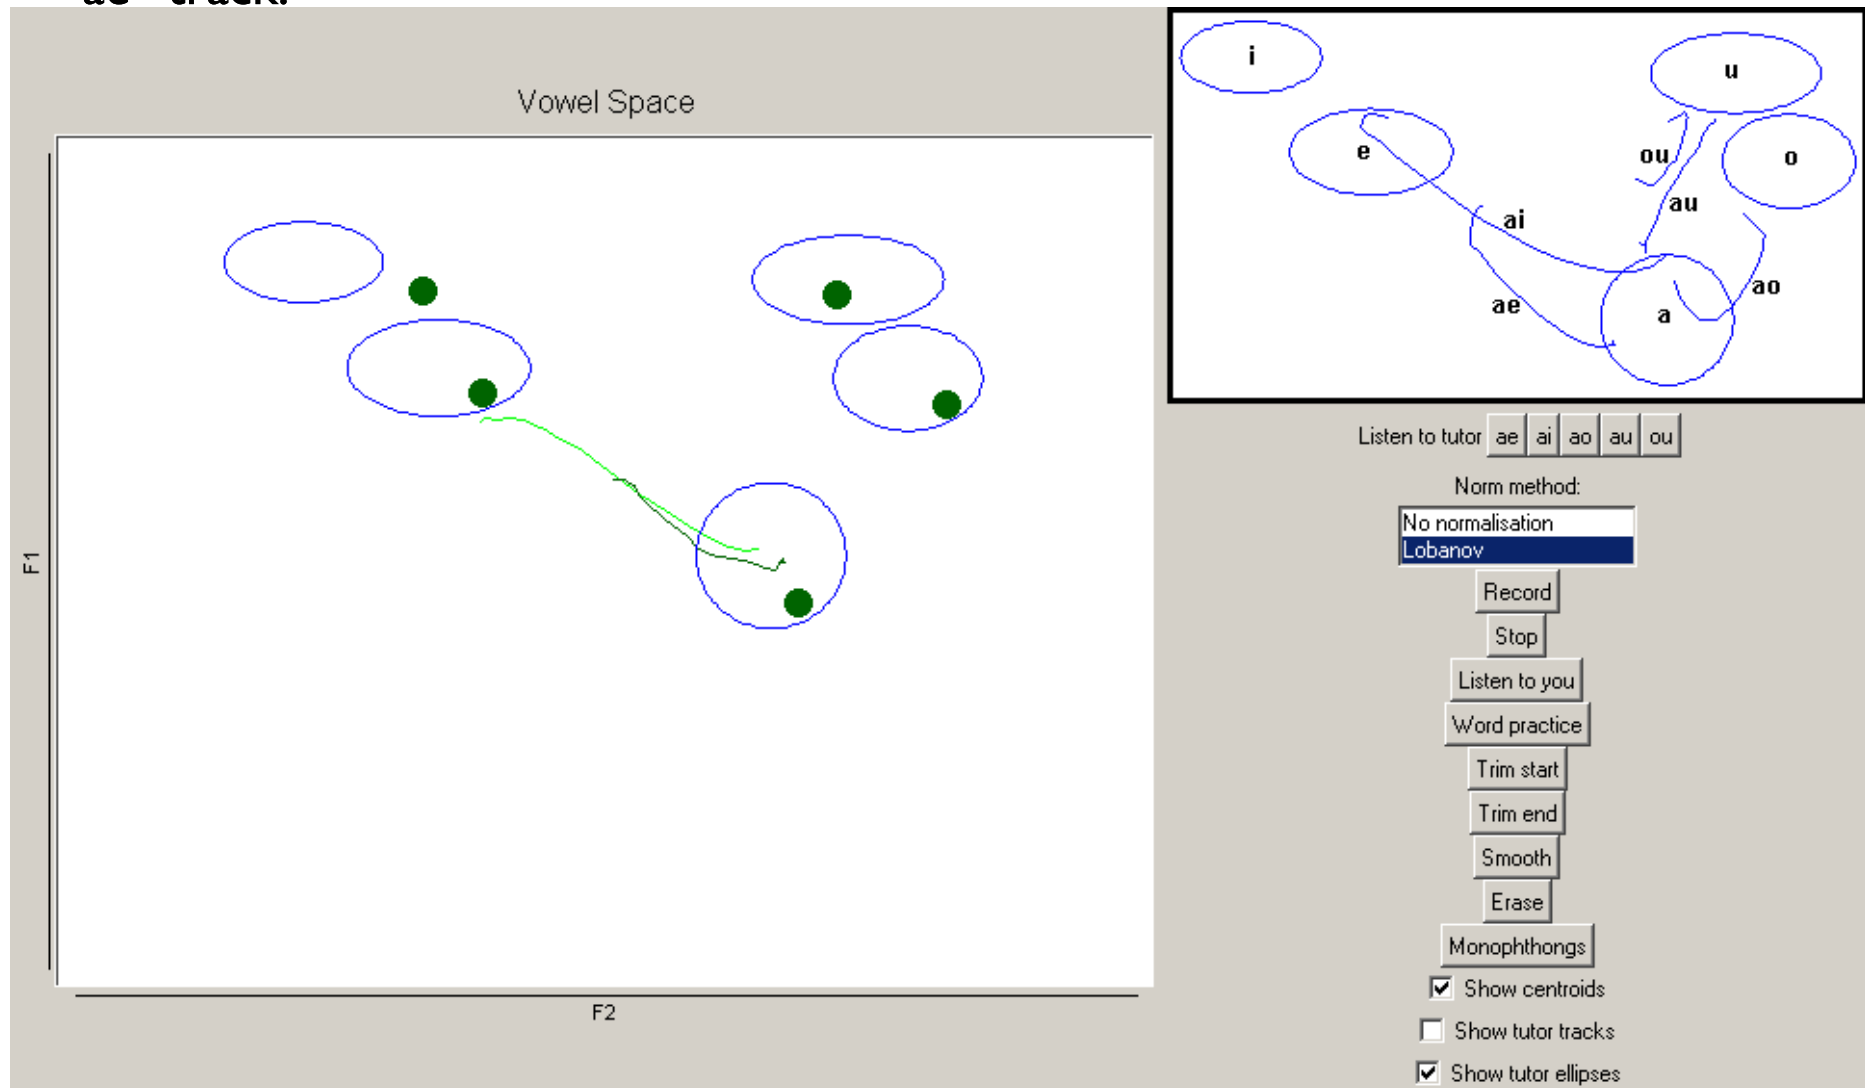 ae track.
Vowel Space
F1
F2
i
u
e
o
ou
au
ai
ae
a
ao
Listen to tutor ae ai ao au ou
Norm method:
No normalisation
Lobanov
Record
Stop
Listen to you
Word practice
Trim start
Trim end
Smooth
Erase
Monophthongs
Show centroids
Show tutor tracks
Show tutor ellipses